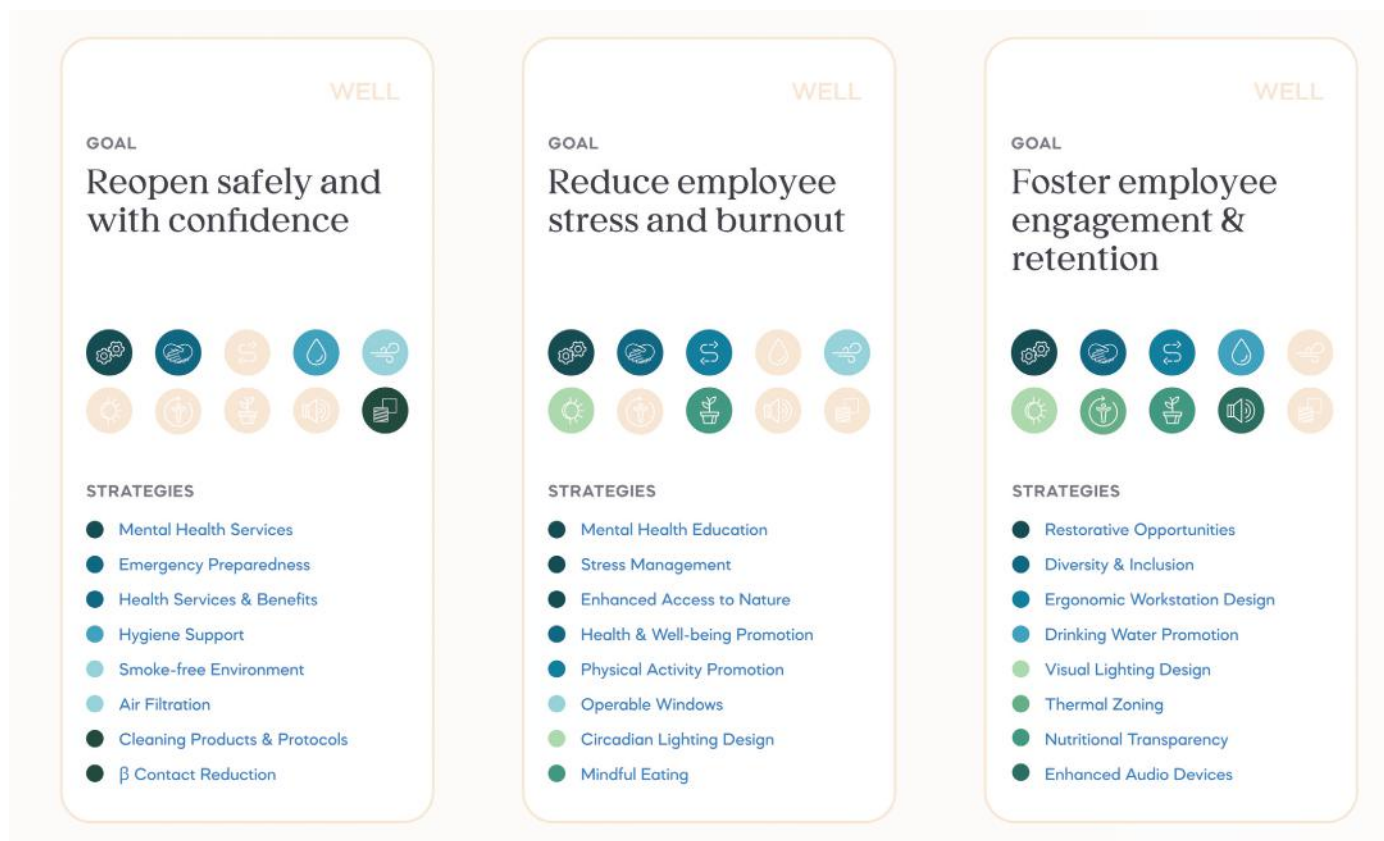 WELL
GOAL
Reopen safely and
with confidence
STRATEGIES
Mental Health Services
Emergency Preparedness
Health Services & Benefits
Hygiene Support
Smoke-free Environment
Air Filtration
Cleaning Products & Protocols
β Contact Reduction
WELL
GOAL
Reduce employee
stress and burnout
STRATEGIES
Mental Health Education
Stress Management
Enhanced Access to Nature
Health & Well-being Promotion
Physical Activity Promotion
Operable Windows
Circadian Lighting Design
Mindful Eating
WELL
GOAL
Foster employee
engagement &
retention
STRATEGIES
Restorative Opportunities
Diversity & Inclusion
Ergonomic Workstation Design
Drinking Water Promotion
Visual Lighting Design
Thermal Zoning
Nutritional Transparency
Enhanced Audio Devices